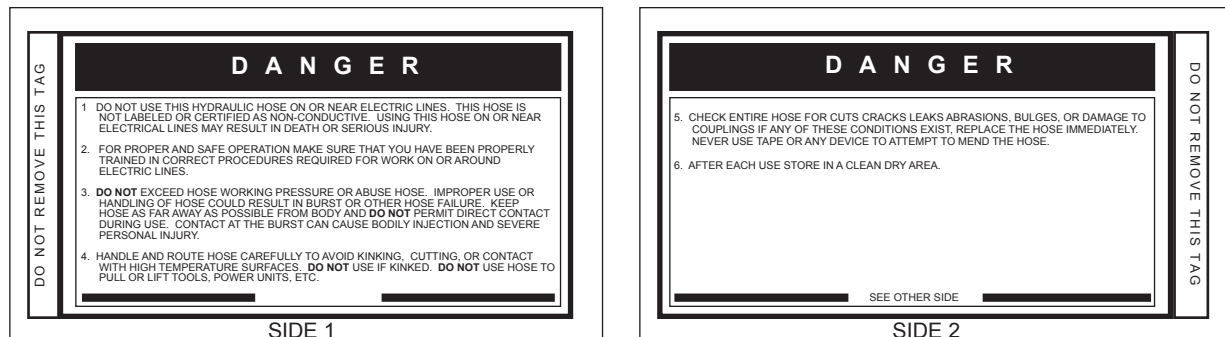 DO NOT REMOVE THIS TAG
D A N G E R
1 DO NOT USE THIS HYDRAULIC HOSE ON OR NEAR ELECTRIC LINES. THIS HOSE IS
NOT LABELED OR CERTIFIED AS NON-CONDUCTIVE. USING THIS HOSE ON OR NEAR
ELECTRICAL LINES MAY RESULT IN DEATH OR SERIOUS INJURY.
2. FOR PROPER AND SAFE OPERATION MAKE SURE THAT YOU HAVE BEEN PROPERLY
TRAINED IN CORRECT PROCEDURES REQUIRED FOR WORK ON OR AROUND
ELECTRIC LINES.
3. DO NOT EXCEED HOSE WORKING PRESSURE OR ABUSE HOSE. IMPROPER USE OR
HANDLING OF HOSE COULD RESULT IN BURST OR OTHER HOSE FAILURE. KEEP
HOSE AS FAR AWAY AS POSSIBLE FROM BODY AND DO NOT PERMIT DIRECT CONTACT
DURING USE. CONTACT AT THE BURST CAN CAUSE BODILY INJECTION AND SEVERE
PERSONAL INJURY.
4. HANDLE AND ROUTE HOSE CAREFULLY TO AVOID KINKING, CUTTING, OR CONTACT
WITH HIGH TEMPERATURE SURFACES. DO NOT USE IF KINKED. DO NOT USE HOSE TO
PULL OR LIFT TOOLS, POWER UNITS, ETC.
SIDE 1
D A N G E R
5. CHECK ENTIRE HOSE FOR CUTS CRACKS LEAKS ABRASIONS, BULGES, OR DAMAGE TO
COUPLINGS IF ANY OF THESE CONDITIONS EXIST, REPLACE THE HOSE IMMEDIATELY.
NEVER USE TAPE OR ANY DEVICE TO ATTEMPT TO MEND THE HOSE.
6. AFTER EACH USE STORE IN A CLEAN DRY AREA.
SEE OTHER SIDE
DO NOT REMOVE THIS TAG
SIDE 2